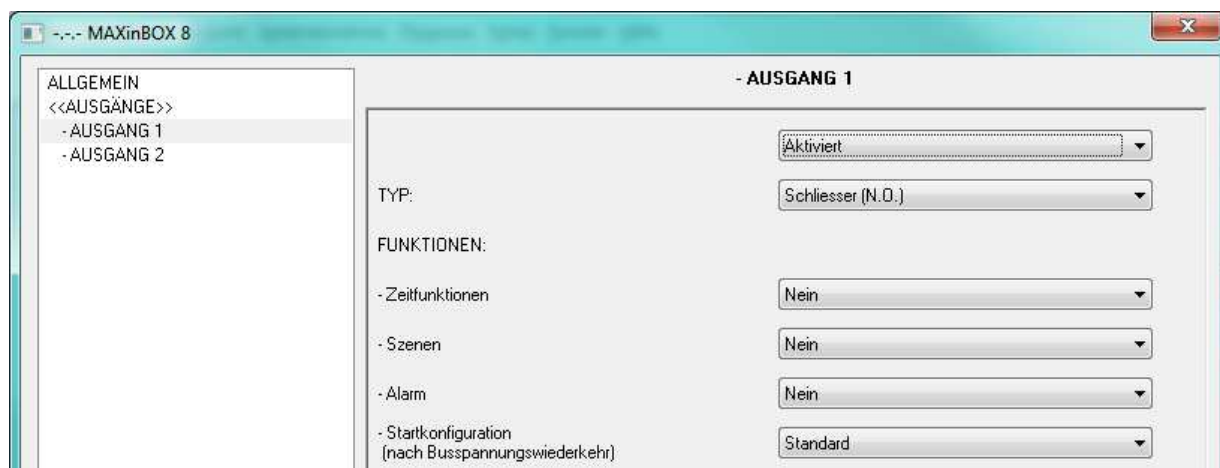 -.-.- MAXinBOX 8
ALLGEMEIN
<<AUSGÄNGE>>
- AUSGANG 1
- AUSGANG 2
- AUSGANG 1
Aktiviert
TYP:
Schliesser (N.O.)
FUNKTIONEN:
- Zeitfunktionen
Nein
- Szenen
Nein
- Alarm
Nein
- Startkonfiguration
(nach Busspannungswiederkehr)
Standard